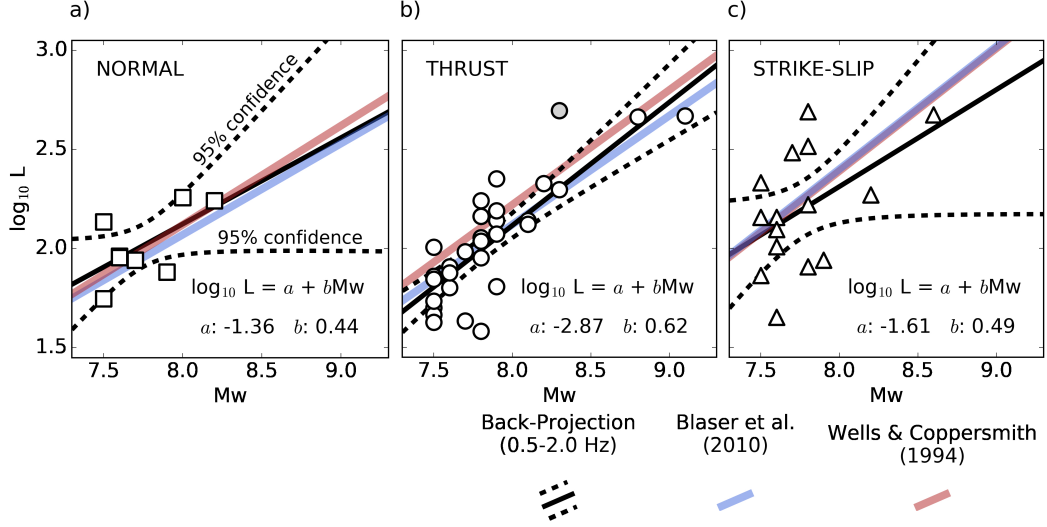 a)
b)
c)
NORMAL
THRUST
STRIKE-SLIP
95% confidence
95% confidence
log₁₀ L
3.0
2.5
2.0
1.5
log₁₀ L = a + bMw
a: -1.36 b: 0.44
log₁₀ L = a + bMw
a: -2.87 b: 0.62
log₁₀ L = a + bMw
a: -1.61 b: 0.49
7.5 8.0 8.5 9.0
7.5 8.0 8.5 9.0
7.5 8.0 8.5 9.0
Mw
Mw
Mw
Back-Projection
(0.5-2.0 Hz)
Blaser et al.
(2010)
Wells & Coppersmith
(1994)